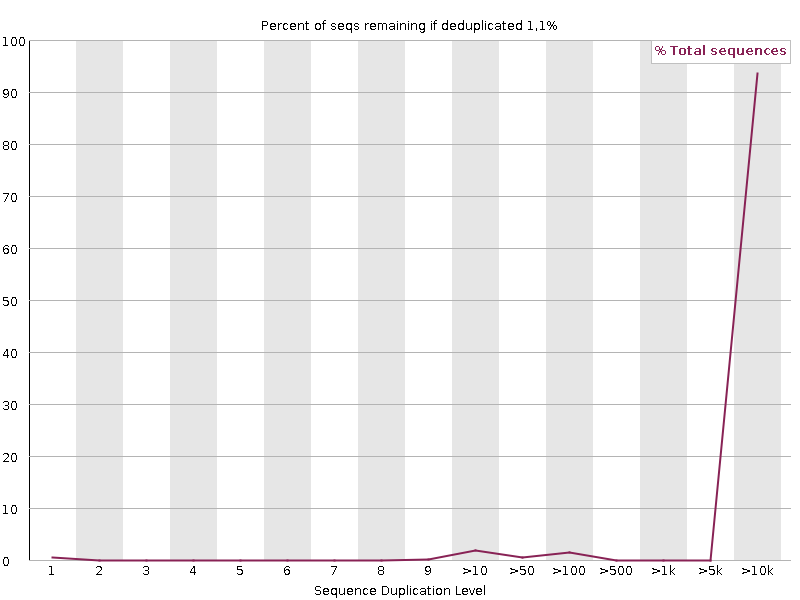 Percent of seqs remaining if deduplicated 1,1%
% Total sequences
100
90
80
70
60
50
40
30
20
10
0
1 2 3 4 5 6 7 8 9 >10 >50 >100 >500 >1k >5k >10k
Sequence Duplication Level